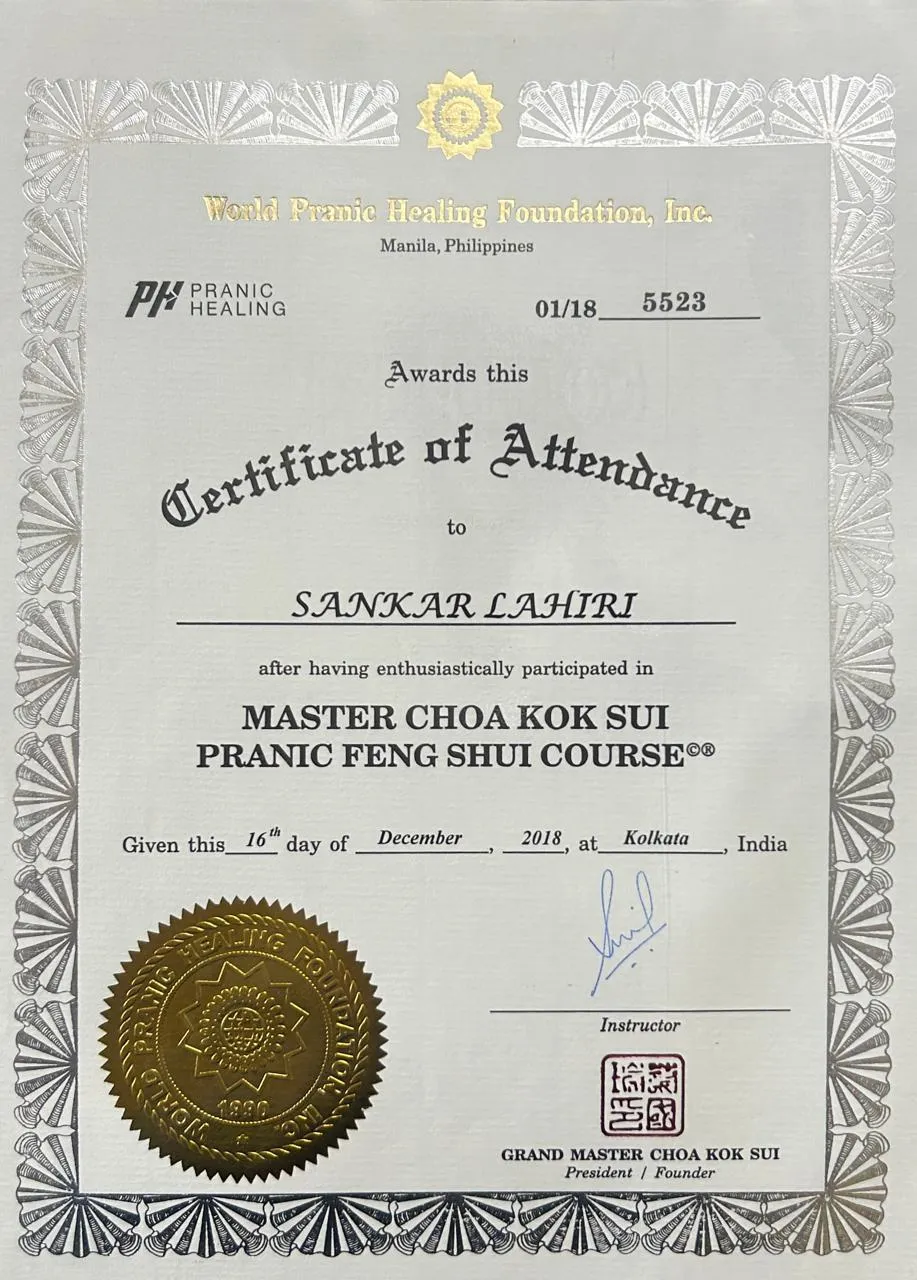 World Pranic Healing Foundation, Inc.
Manila, Philippines
PH PRANIC
HEALING
01/18 5523
Awards this
Certificate of Attendance
to
SANKAR LAHIRI
after having enthusiastically participated in
MASTER CHOA KOK SUI
PRANIC FENG SHUI COURSE©®
Given this 16th day of December, 2018, at Kolkata, India
WORLD PRANIC HEALING FOUNDATION INC.
1990
Instructor
GRAND MASTER CHOA KOK SUI
President / Founder